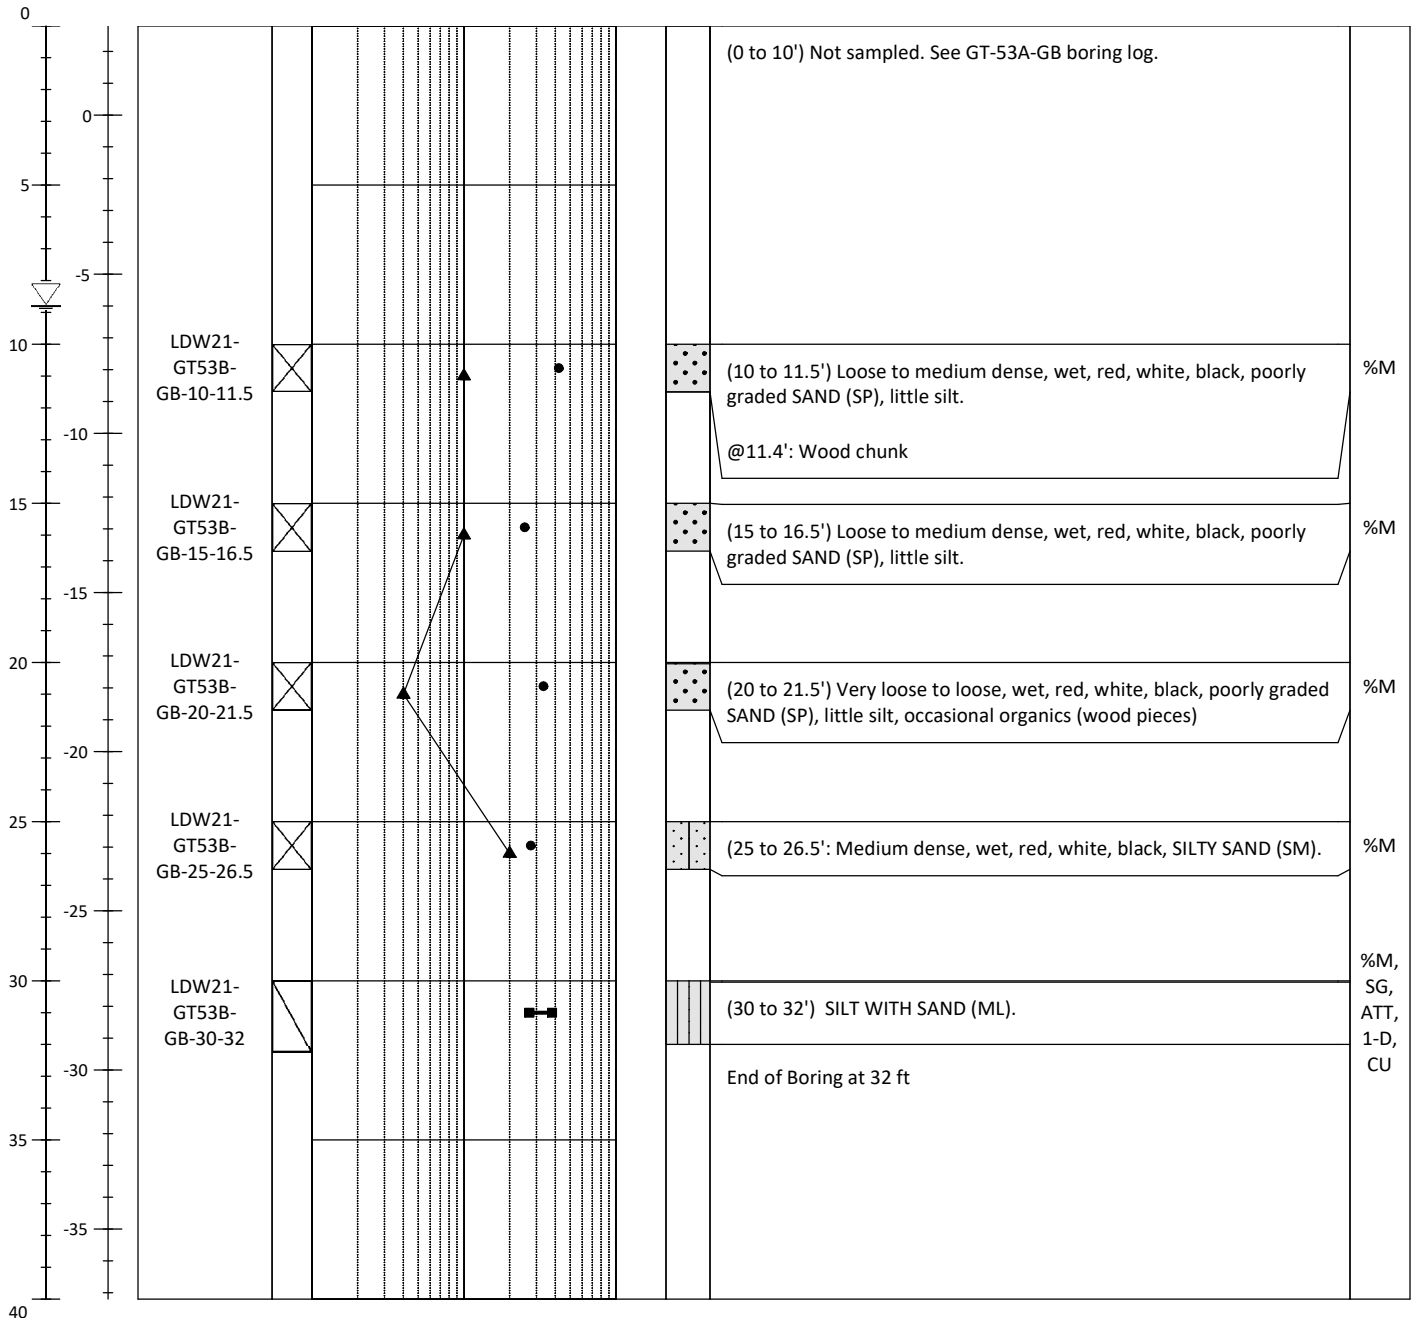 0
(0 to 10') Not sampled. See GT-53A-GB boring log.
0
5
-5
10
LDW21-
GT53B-
GB-10-11.5
(10 to 11.5') Loose to medium dense, wet, red, white, black, poorly
graded SAND (SP), little silt.
%M
-10
@11.4': Wood chunk
15
LDW21-
GT53B-
GB-15-16.5
(15 to 16.5') Loose to medium dense, wet, red, white, black, poorly
graded SAND (SP), little silt.
%M
-15
20
LDW21-
GT53B-
GB-20-21.5
(20 to 21.5') Very loose to loose, wet, red, white, black, poorly graded
SAND (SP), little silt, occasional organics (wood pieces)
%M
-20
25
LDW21-
GT53B-
GB-25-26.5
(25 to 26.5': Medium dense, wet, red, white, black, SILTY SAND (SM).
%M
-25
30
LDW21-
GT53B-
GB-30-32
(30 to 32') SILT WITH SAND (ML).
%M,
SG,
ATT,
1-D,
CU
-30
End of Boring at 32 ft
35
-35
40